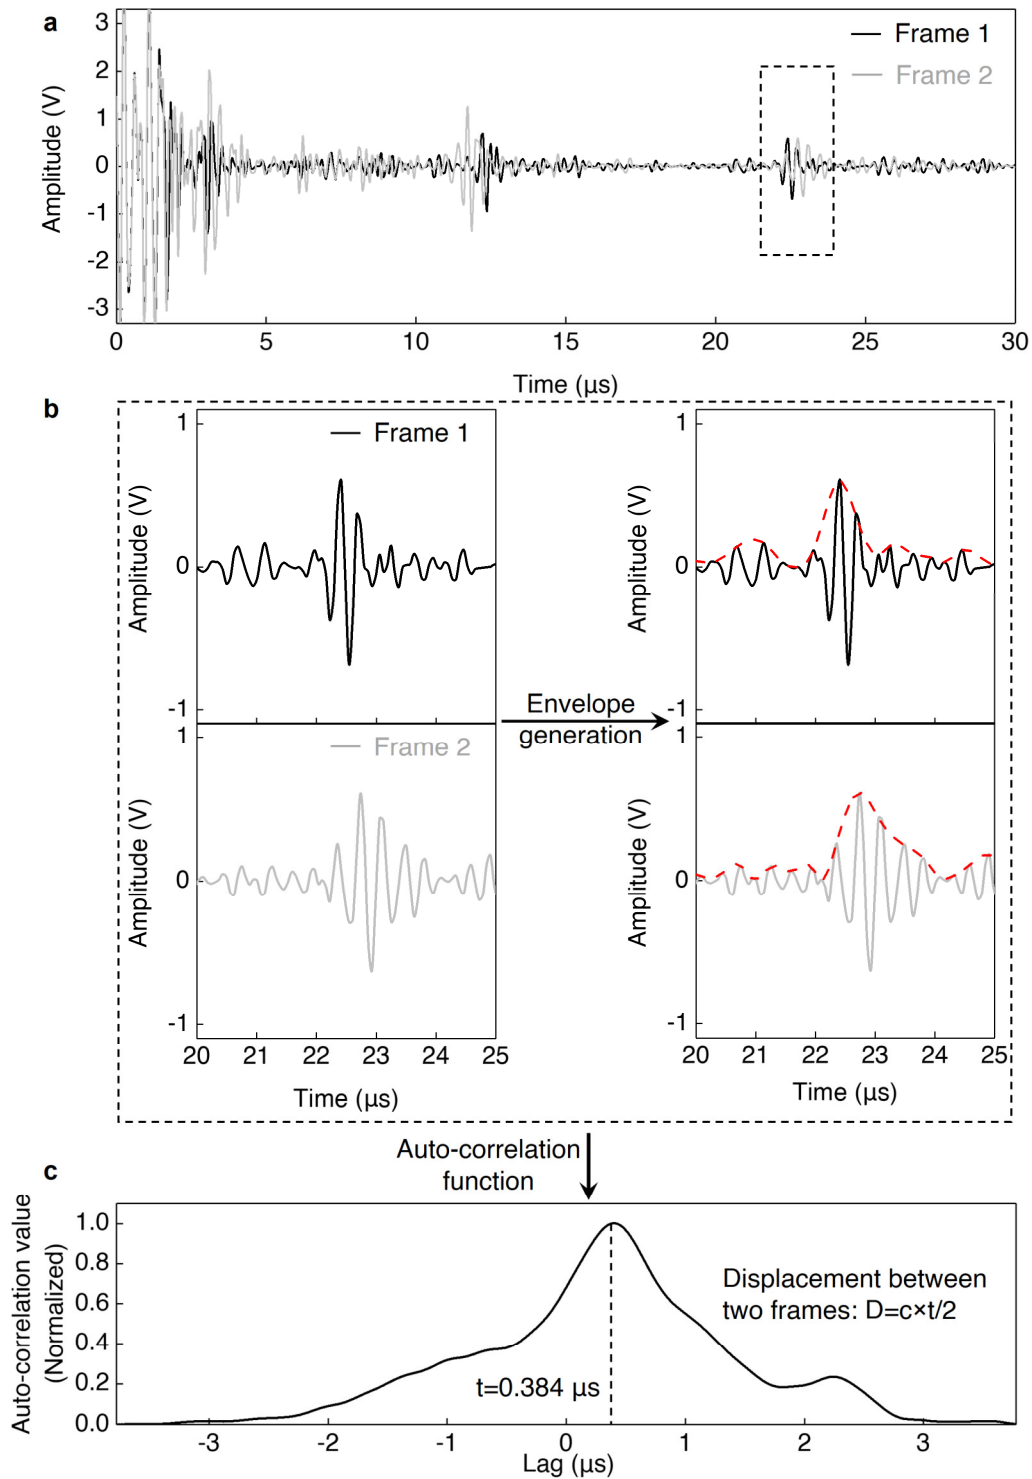 a
Frame 1
Frame 2
Amplitude (V)
3
2
1
0
-1
-2
-3
0 5 10 15 20 25 30
Time (µs)
b
Frame 1
Amplitude (V)
1
0
-1
Amplitude (V)
1
0
-1
Envelope
generation
Frame 2
Amplitude (V)
1
0
-1
20 21 22 23 24 25
Time (µs)
Amplitude (V)
1
0
-1
20 21 22 23 24 25
Time (µs)
Auto-correlation
function
c
Auto-correlation value
(Normalized)
1.0
0.8
0.6
0.4
0.2
0.0
Displacement between
two frames: D=c×t/2
t=0.384 µs
-3 -2 -1 0 1 2 3
Lag (µs)